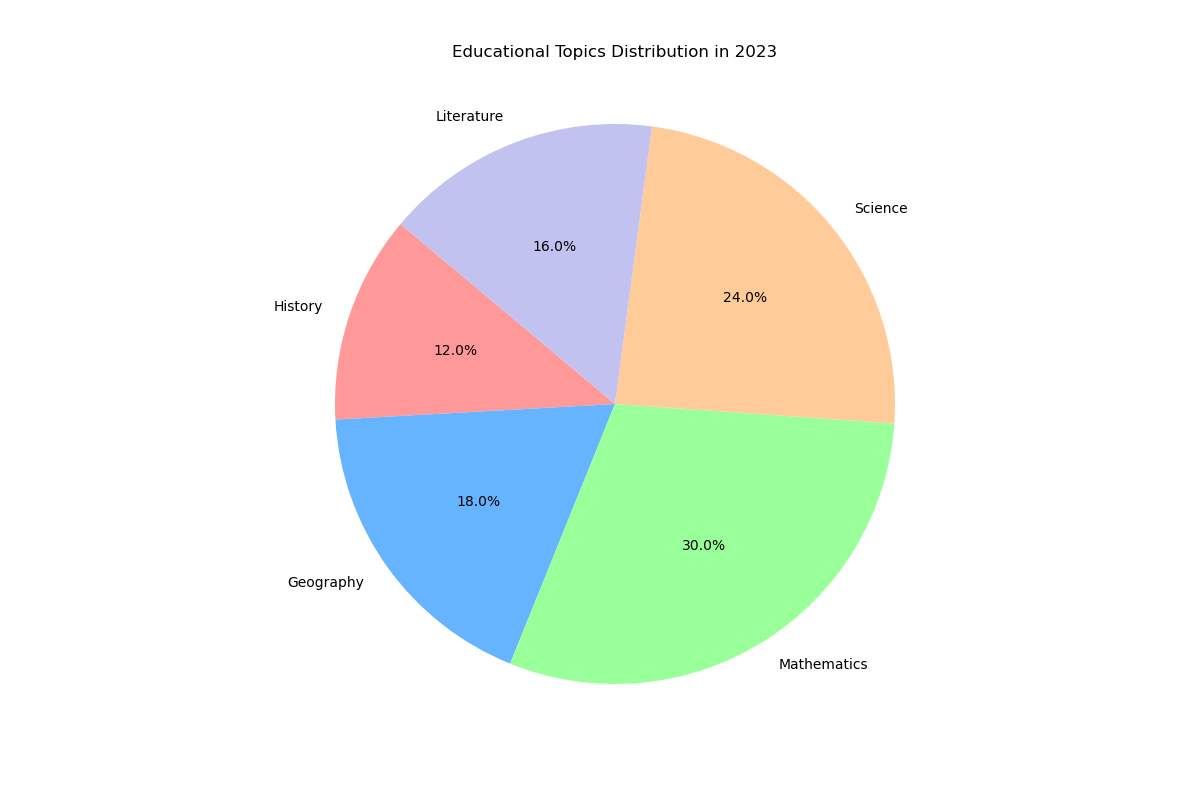 Educational Topics Distribution in 2023
Literature
Science
16.0%
24.0%
History
12.0%
18.0%
30.0%
Geography
Mathematics